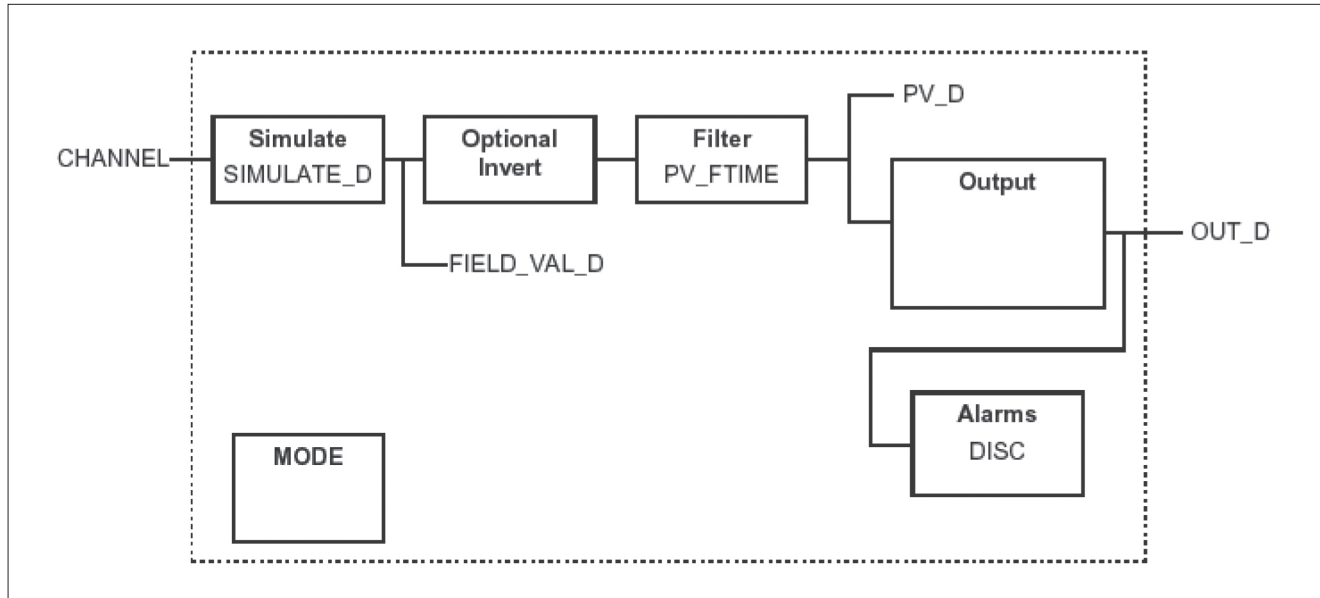 PV_D
CHANNEL
Simulate
SIMULATE_D
Optional
Invert
Filter
PV_FTIME
Output
OUT_D
FIELD_VAL_D
MODE
Alarms
DISC